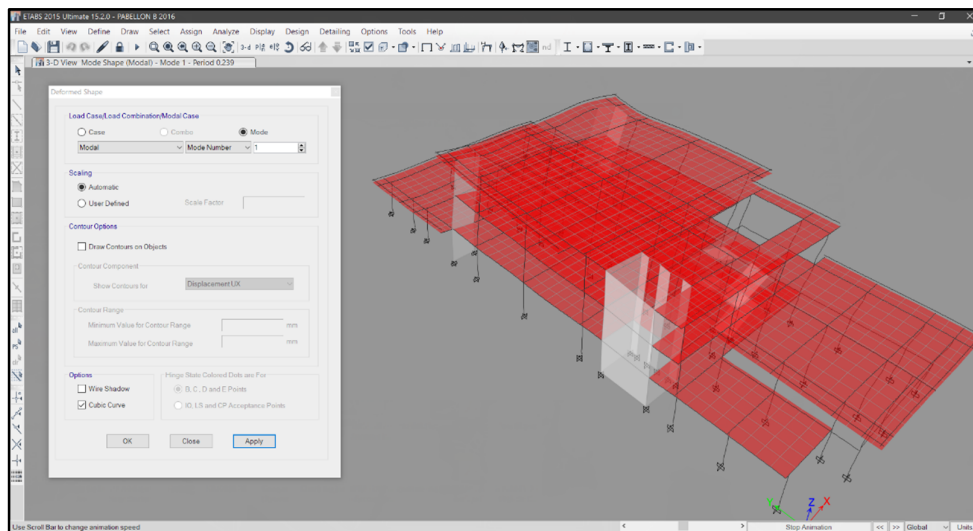 ETABS 2015 Ultimate 15.2.0 - PABELLON B 2016
File Edit View Define Draw Select Assign Analyze Display Design Detailing Options Tools Help
3-D View Mode Shape (Modal) - Mode 1 - Period 0.239
Deformed Shape
Load Case/Load Combination/Modal Case
Case Combo Mode
Modal Mode Number 1
Scaling
Automatic
User Defined Scale Factor
Contour Options
Draw Contours on Objects
Contour Component
Show Contours for Displacement UX
Contour Range
Minimum Value for Contour Range mm
Maximum Value for Contour Range mm
Options Hinge State Colored Dots are For
Wire Shadow B, C, D and E Points
Cubic Curve IO, LS and CP Acceptance Points
OK Close Apply
Z X
Use Scroll Bar to change animation speed Stop Animation << >> Global Units